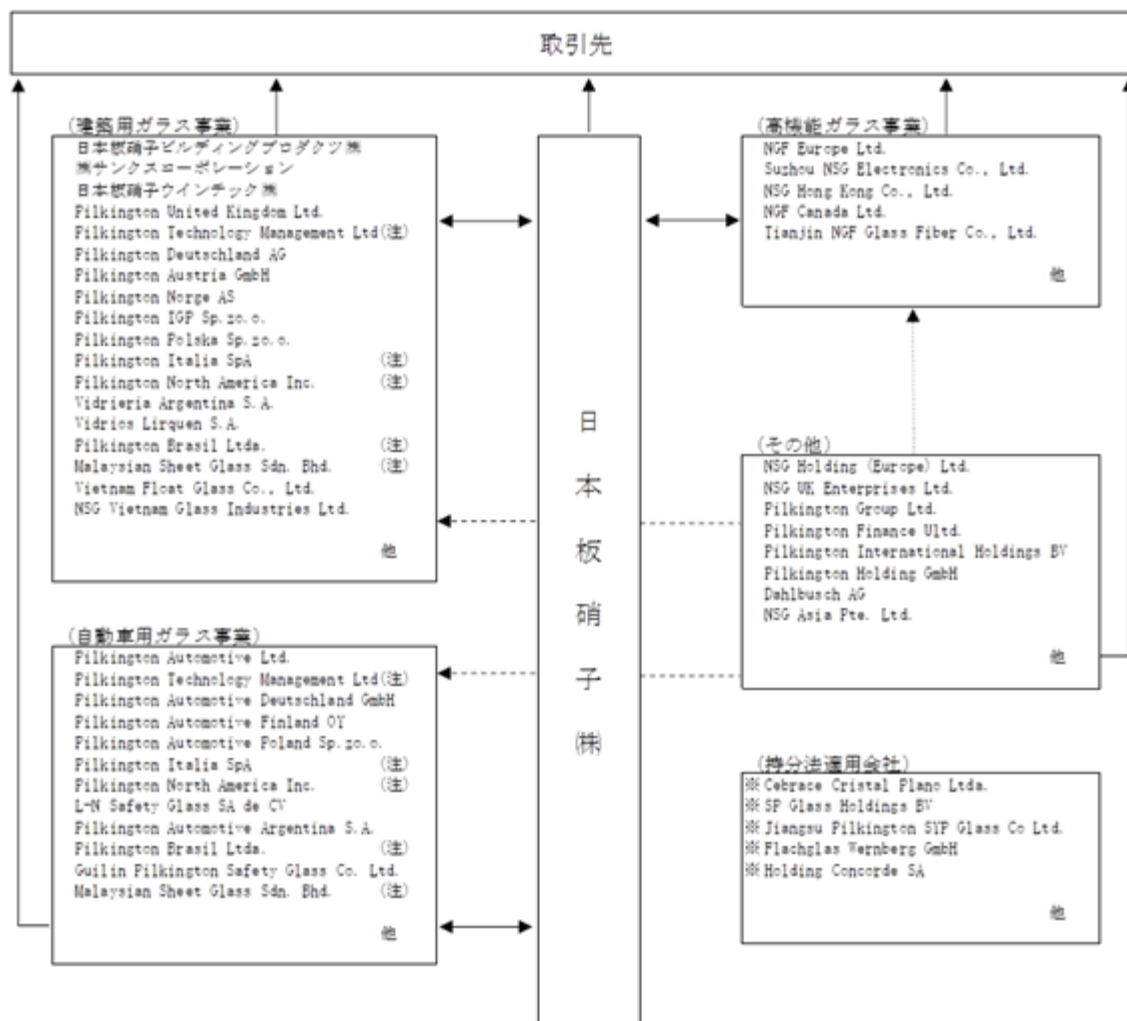 取引先
(建築用ガラス事業)
日本板硝子ビルディングプロダクツ㈱
㈱サンクスコーポレーション
日本板硝子ウインテック㈱
Pilkington United Kingdom Ltd.
Pilkington Technology Management Ltd(注)
Pilkington Deutschland AG
Pilkington Austria GmbH
Pilkington Norge AS
Pilkington IGP Sp.zo.o.
Pilkington Polska Sp.zo.o.
Pilkington Italia SpA (注)
Pilkington North America Inc. (注)
Vidrieria Argentina S.A.
Vidrios Lirquen S.A.
Pilkington Brasil Ltda. (注)
Malaysian Sheet Glass Sdn. Bhd. (注)
Vietnam Float Glass Co., Ltd.
NSG Vietnam Glass Industries Ltd.
他
(自動車用ガラス事業)
Pilkington Automotive Ltd.
Pilkington Technology Management Ltd(注)
Pilkington Automotive Deutschland GmbH
Pilkington Automotive Finland OY
Pilkington Automotive Poland Sp.zo.o.
Pilkington Italia SpA (注)
Pilkington North America Inc. (注)
L-N Safety Glass SA de CV
Pilkington Automotive Argentina S.A.
Pilkington Brasil Ltda. (注)
Guilin Pilkington Safety Glass Co. Ltd.
Malaysian Sheet Glass Sdn. Bhd. (注)
他
日本板硝子㈱
(高機能ガラス事業)
NGF Europe Ltd.
Suzhou NSG Electronics Co., Ltd.
NSG Hong Kong Co., Ltd.
NGF Canada Ltd.
Tianjin NGF Glass Fiber Co., Ltd.
他
(その他)
NSG Holding (Europe) Ltd.
NSG UK Enterprises Ltd.
Pilkington Group Ltd.
Pilkington Finance Ultd.
Pilkington International Holdings BV
Pilkington Holding GmbH
Dahlbusch AG
NSG Asia Pte. Ltd.
他
(持分法適用会社)
※Cebrace Cristal Plano Ltda.
※SP Glass Holdings BV
※Jiangsu Pilkington SYP Glass Co Ltd.
※Flachglas Wernberg GmbH
※Holding Concorde SA
他